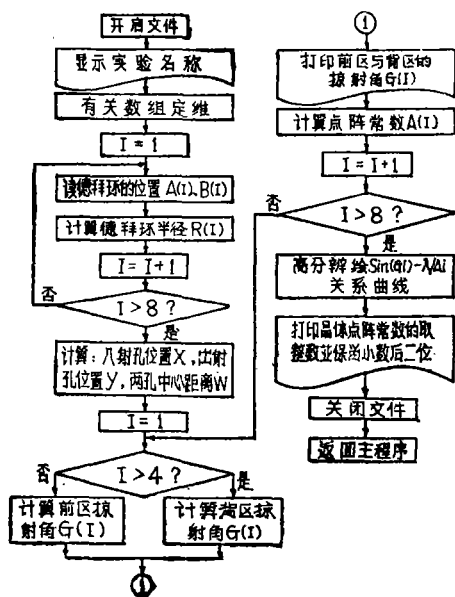 开启文件
显示实验名称
有关数组定维
I=1
读德拜环的位置A(I)、B(I)
计算德拜环半径R(I)
I=I+1
否
I>8?
是
计算:入射孔位置X,出射
孔位置Y,两孔中心距离W
I=1
否
I>4?
是
计算前区掠
射角G(I)
计算背区掠
射角G(I)
①
①
打印前区与背区的
掠射角G(I)
计算点阵常数A(I)
I=I+1
否
I>8?
是
高分辨绘Sin(θi)-λ/Ai
关系曲线
打印晶体点阵常数的取
整数並保留小数后二位
关闭文件
返回主程序